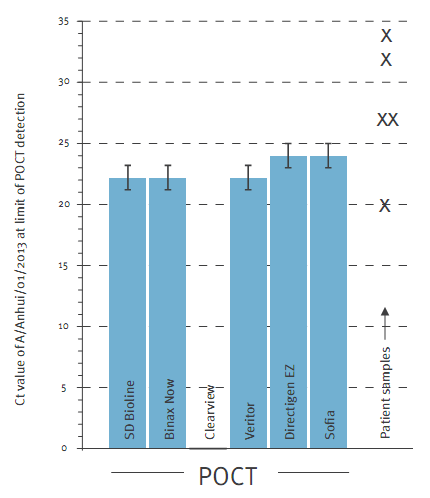 Ct value of A/Anhui/01/2013 at limit of POCT detection
35
30
25
20
15
10
5
0
SD Bioline
Binax Now
Clearview
Veritor
Directigen EZ
Sofia
Patient samples
X
X
XX
X
POCT